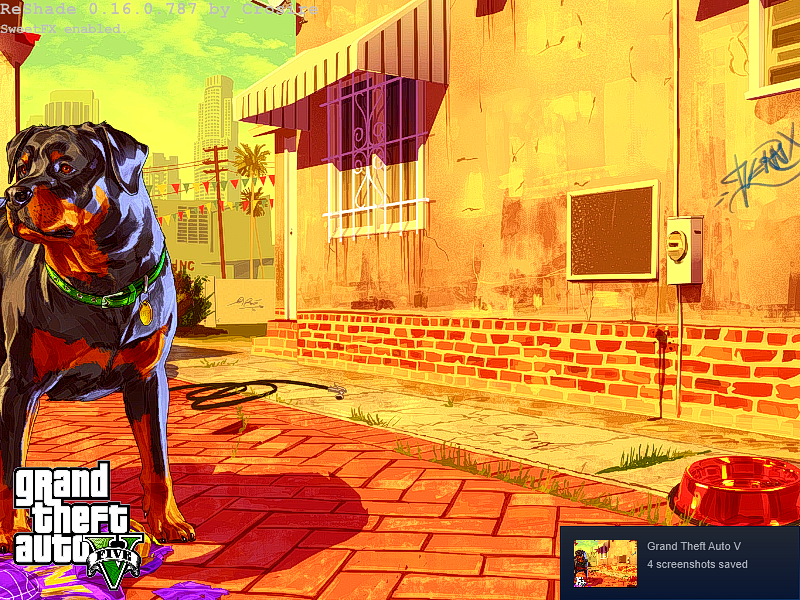 ReShade 0.16.0.787 by Crosire
SweetFX enabled.
INC
grand
theft
auto
V
FIVE
Grand Theft Auto V
4 screenshots saved